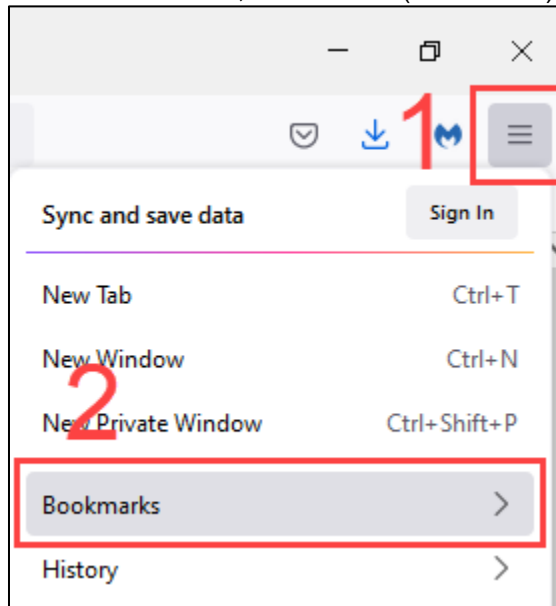 1
Sync and save data Sign In
New Tab Ctrl+T
New Window Ctrl+N
2
New Private Window Ctrl+Shift+P
Bookmarks
History